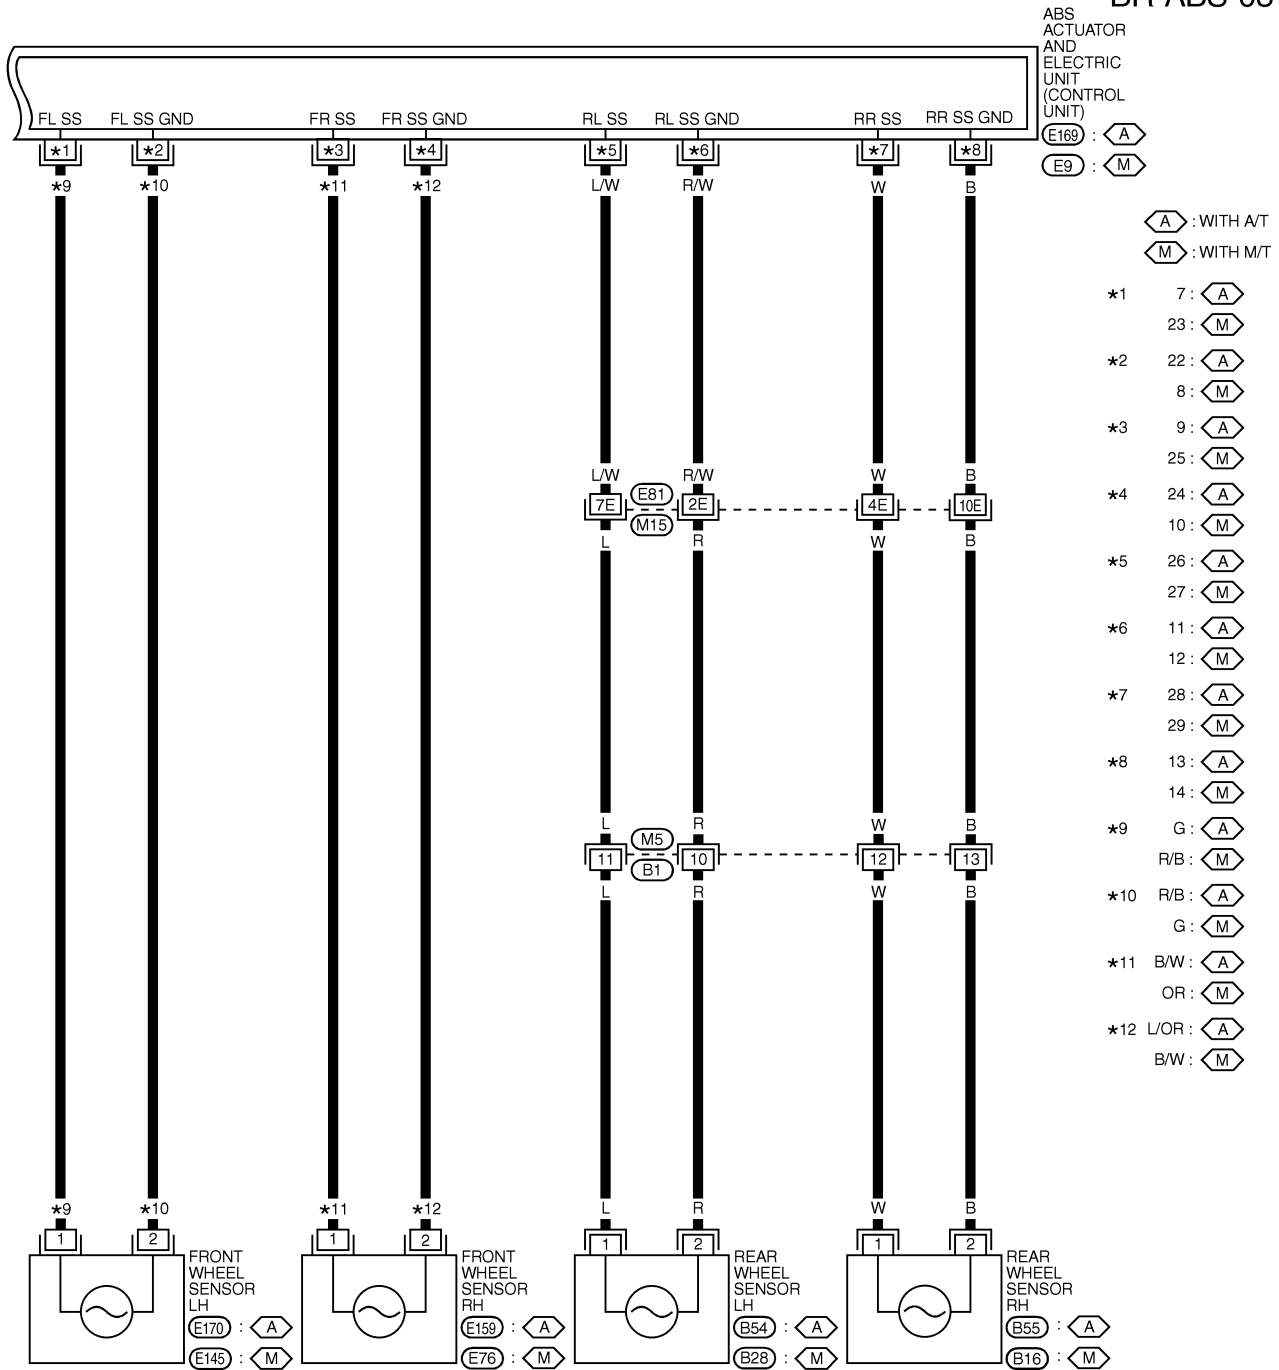 ABS
ACTUATOR
AND
ELECTRIC
UNIT
(CONTROL
UNIT)
E169 : A
E9 : M
FL SS FL SS GND FR SS FR SS GND RL SS RL SS GND RR SS RR SS GND
*1 *2 *3 *4 *5 *6 *7 *8
*9 *10 *11 *12 L/W R/W W B
A : WITH A/T
M : WITH M/T
*1 7 : A
23 : M
*2 22 : A
8 : M
*3 9 : A
25 : M
*4 24 : A
10 : M
*5 26 : A
27 : M
*6 11 : A
12 : M
*7 28 : A
29 : M
*8 13 : A
14 : M
*9 G : A
R/B : M
*10 R/B : A
G : M
*11 B/W : A
OR : M
*12 L/OR : A
B/W : M
L/W R/W W B
7E E81 2E 4E 10E
M15
L R W B
L R W B
M5
11 10 12 13
B1
L R W B
*9 *10 *11 *12 L R W B
1 2 1 2 1 2 1 2
FRONT
WHEEL
SENSOR
LH
E170 : A
E145 : M
FRONT
WHEEL
SENSOR
RH
E159 : A
E76 : M
REAR
WHEEL
SENSOR
LH
B54 : A
B28 : M
REAR
WHEEL
SENSOR
RH
B55 : A
B16 : M